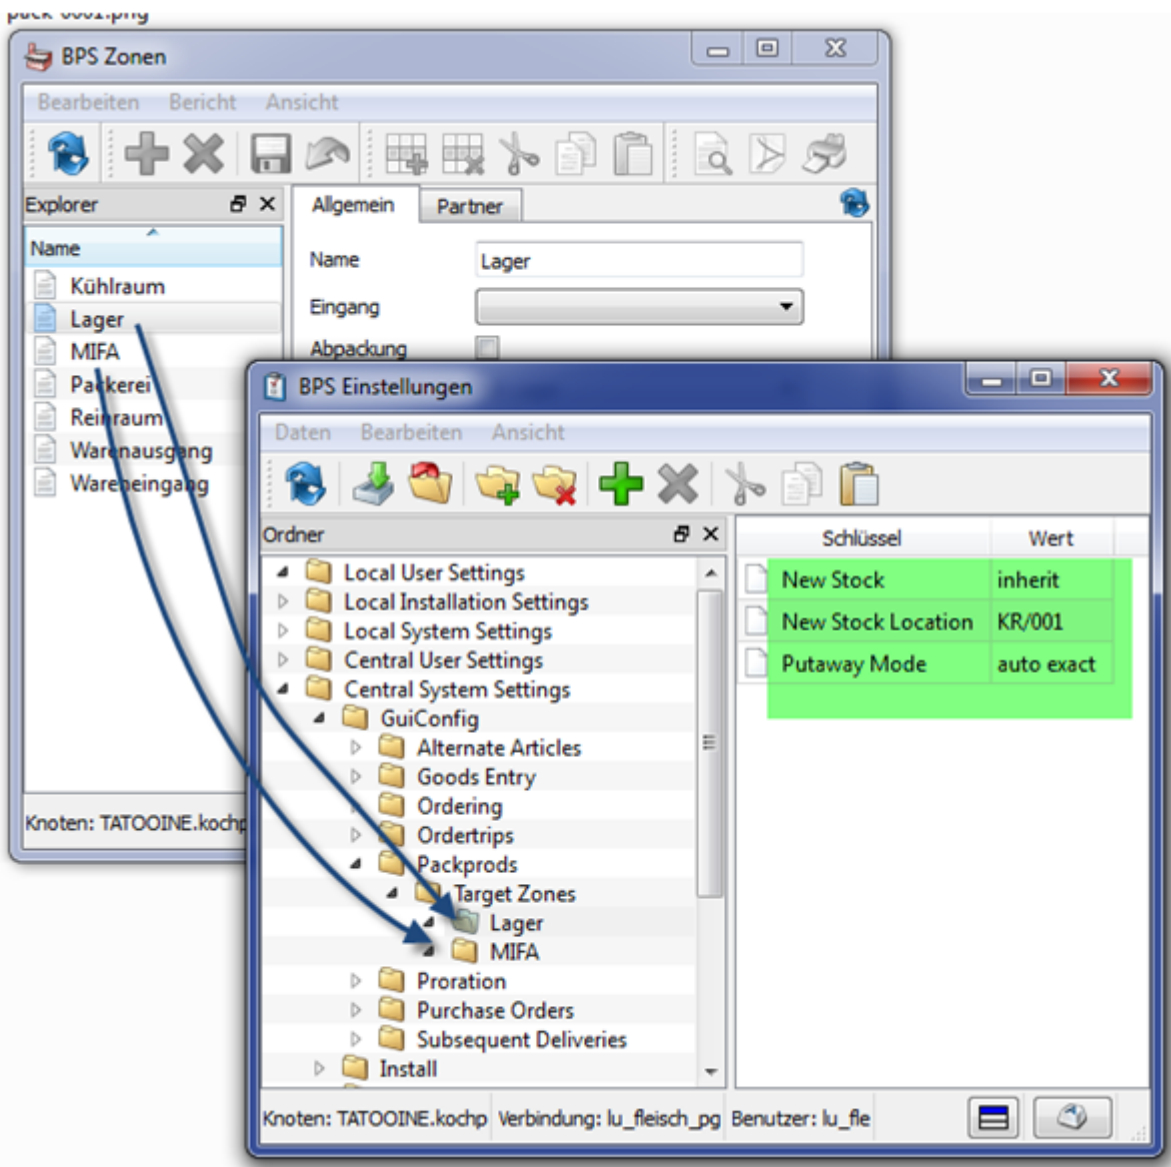 pack-0001.png
BPS Zonen
Bearbeiten Bericht Ansicht
Explorer
Allgemein Partner
Name
Name Lager
Kühlraum
Eingang
Lager
Abpackung
MIFA
Packerei
Reinraum
Warenausgang
Wareneingang
Knoten: TATOOINE.kochp
BPS Einstellungen
Daten Bearbeiten Ansicht
Ordner
Schlüssel Wert
Local User Settings
Local Installation Settings
Local System Settings
Central User Settings
Central System Settings
GuiConfig
Alternate Articles
Goods Entry
Ordering
Ordertrips
Packprods
Target Zones
Lager
MIFA
Proration
Purchase Orders
Subsequent Deliveries
Install
New Stock inherit
New Stock Location KR/001
Putaway Mode auto exact
Knoten: TATOOINE.kochp Verbindung: lu_fleisch_pg Benutzer: lu_fle